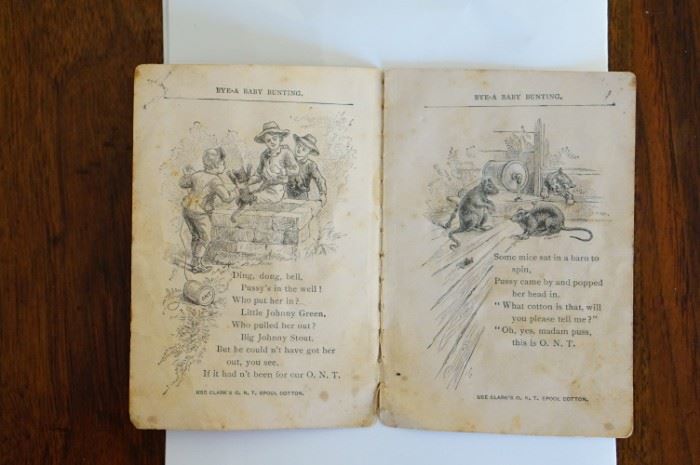 BYE-A BABY BUNTING.
Ding, dong, bell,
Pussy's in the well!
Who put her in?
Little Johnny Green,
Who pulled her out?
Big Johnny Stout.
But he could n't have got her
out, you see,
If it had n't been for our O. N. T.
USE CLARK'S O. N. T. SPOOL COTTON.
BYE-A BABY BUNTING.
Some mice sat in a barn to
spin,
Pussy came by and popped
her head in.
"What cotton is that, will
you please tell me?"
"Oh, yes, madam puss,
this is O. N. T.
USE CLARK'S O. N. T. SPOOL COTTON.